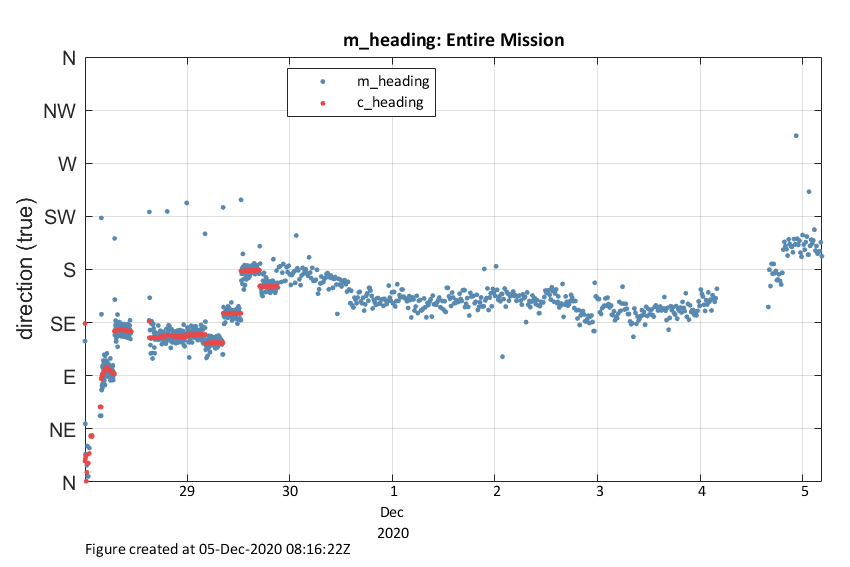 m_heading: Entire Mission
m_heading
c_heading
direction (true)
N
NW
W
SW
S
SE
E
NE
N
29 30 1 2 3 4 5
Dec
2020
Figure created at 05-Dec-2020 08:16:22Z